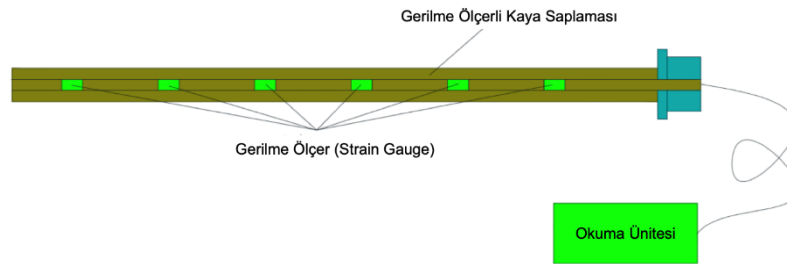 Gerilme Ölçerli Kaya Saplaması
Gerilme Ölçer (Strain Gauge)
Okuma Ünitesi